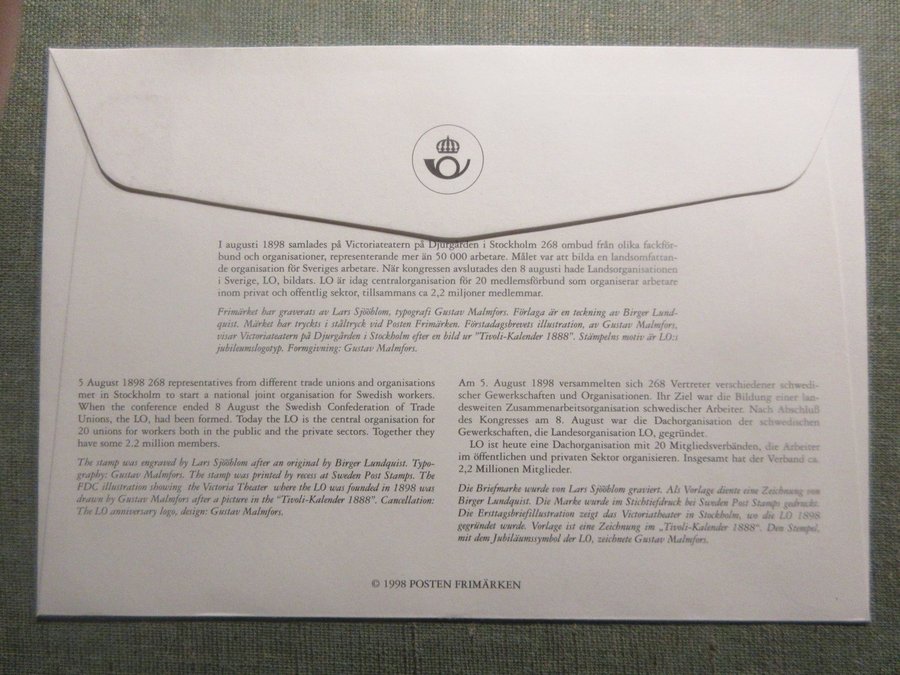 I augusti 1898 samlades på Victoriateatern på Djurgården i Stockholm 268 ombud från olika fackför-
bund och organisationer, representerande mer än 50 000 arbetare. Målet var att bilda en landsomfattan-
de organisation för Sveriges arbetare. När kongressen avslutades den 8 augusti hade Landsorganisationen
i Sverige, LO, bildats. LO är idag centralorganisation för 20 medlemsförbund som organiserar arbetare
inom privat och offentlig sektor, tillsammans ca 2,2 miljoner medlemmar.
Frimärket har graverats av Lars Sjööblom, typografi Gustav Malmfors. Förlaga är en teckning av Birger Lund-
quist. Märket har tryckts i ståltryck vid Posten Frimärken. Förstadagsbrevets illustration, av Gustav Malmfors,
visar Victoriateatern på Djurgården i Stockholm efter en bild ur "Tivoli-Kalender 1888". Stämpelns motiv är LO:s
jubileumslogotyp. Formgivning: Gustav Malmfors.
5 August 1898 268 representatives from different trade unions and organisations
met in Stockholm to start a national joint organisation for Swedish workers.
When the conference ended 8 August the Swedish Confederation of Trade
Unions, the LO, had been formed. Today the LO is the central organisation for
20 unions for workers both in the public and the private sectors. Together they
have some 2.2 million members.
The stamp was engraved by Lars Sjööblom after an original by Birger Lundquist. Typo-
graphy: Gustav Malmfors. The stamp was printed by recess at Sweden Post Stamps. The
FDC illustration showing the Victoria Theater where the LO was founded in 1898 was
drawn by Gustav Malmfors after a picture in the "Tivoli-Kalender 1888". Cancellation:
The LO anniversary logo, design: Gustav Malmfors.
Am 5. August 1898 versammelten sich 268 Vertreter verschiedener schwedi-
scher Gewerkschaften und Organisationen. Ihr Ziel war die Bildung einer lan-
desweiten Zusammenarbeitsorganisation schwedischer Arbeiter. Nach Abschluß
des Kongresses am 8. August war die Dachorganisation der schwedischen
Gewerkschaften, die Landesorganisation LO, gegründet.
LO ist heute eine Dachorganisation mit 20 Mitgliedsverbänden, die Arbeiter
im öffentlichen und privaten Sektor organisieren. Insgesamt hat der Verband ca.
2,2 Millionen Mitglieder.
Die Briefmarke wurde von Lars Sjööblom graviert. Als Vorlage diente eine Zeichnung von
Birger Lundquist. Die Marke wurde im Stichtiefdruck bei Sweden Post Stamps gedruckt.
Die Ersttagsbriefillustration zeigt das Victoriatheater in Stockholm, wo die LO 1898
gegründet wurde. Vorlage ist eine Zeichnung im „Tivoli-Kalender 1888“. Den Stempel,
mit dem Jubiläumssymbol der LO, zeichnete Gustav Malmfors.
© 1998 POSTEN FRIMÄRKEN